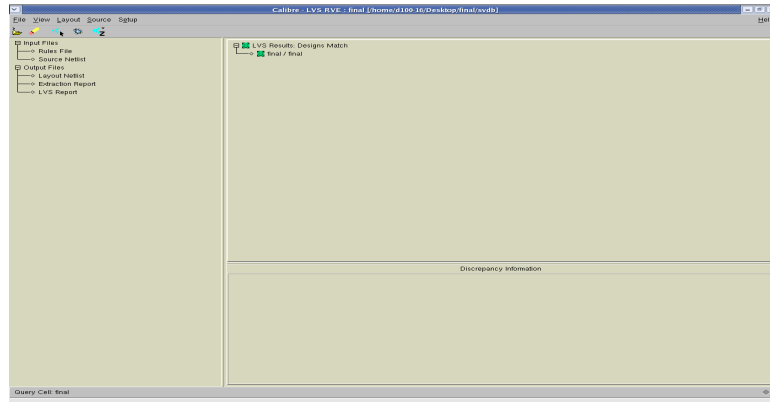 Calibre - LVS RVE : final [/home/d100-16/Desktop/final/svdb]
File View Layout Source Setup Hel
Input Files
Rules File
Source Netlist
Output Files
Layout Netlist
Extraction Report
LVS Report
LVS Results: Designs Match
final / final
Discrepancy Information
Query Cell: final